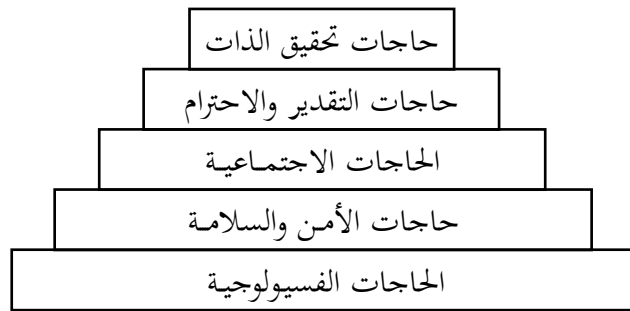 حاجات تحقيق الذات
حاجات التقدير والاحترام
الحاجات الاجتماعية
حاجات الأمن والسلامة
الحاجات الفسيولوجية